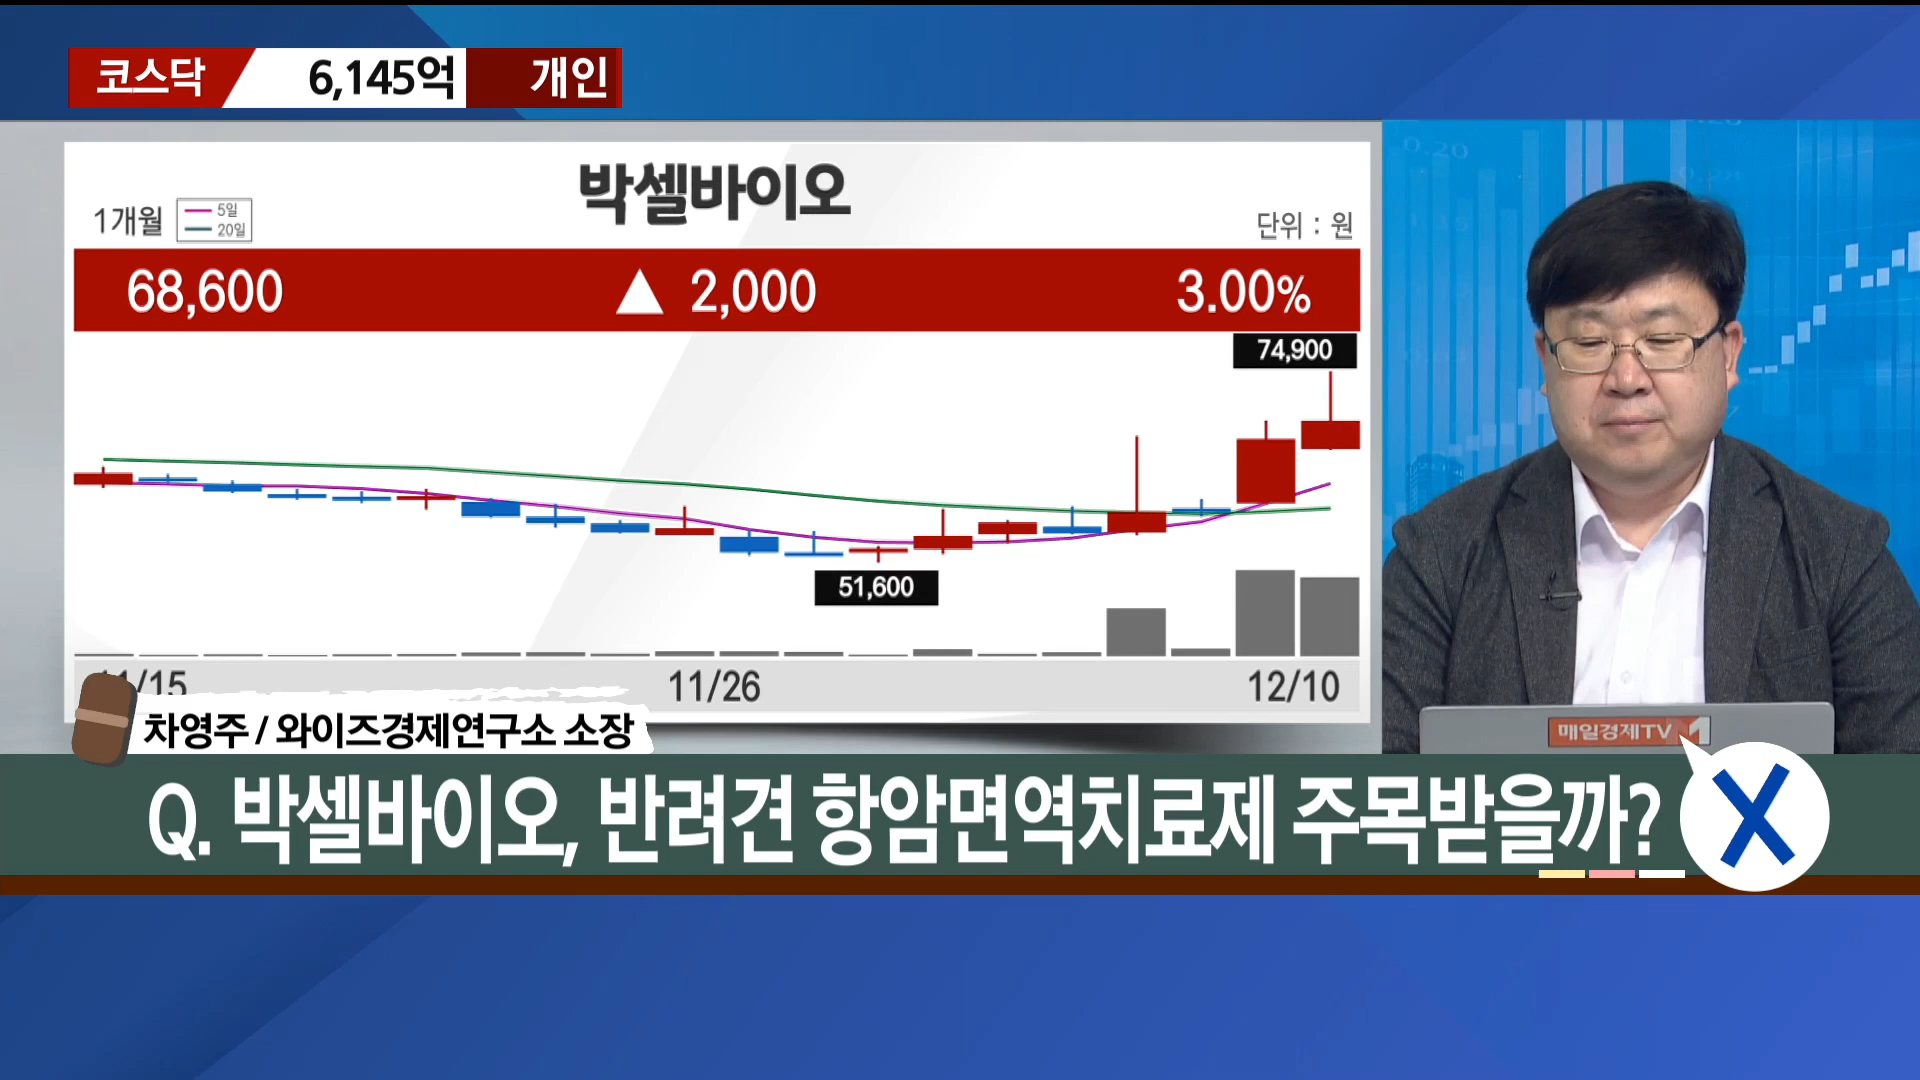 코스닥 6,145억 개인
박셀바이오
1개월 5일
20일
단위 : 원
68,600 ▲ 2,000 3.00%
74,900
51,600
11/15 11/26 12/10
차영주 / 와이즈경제연구소 소장
매일경제TV 1
Q. 박셀바이오, 반려견 항암면역치료제 주목받을까? X